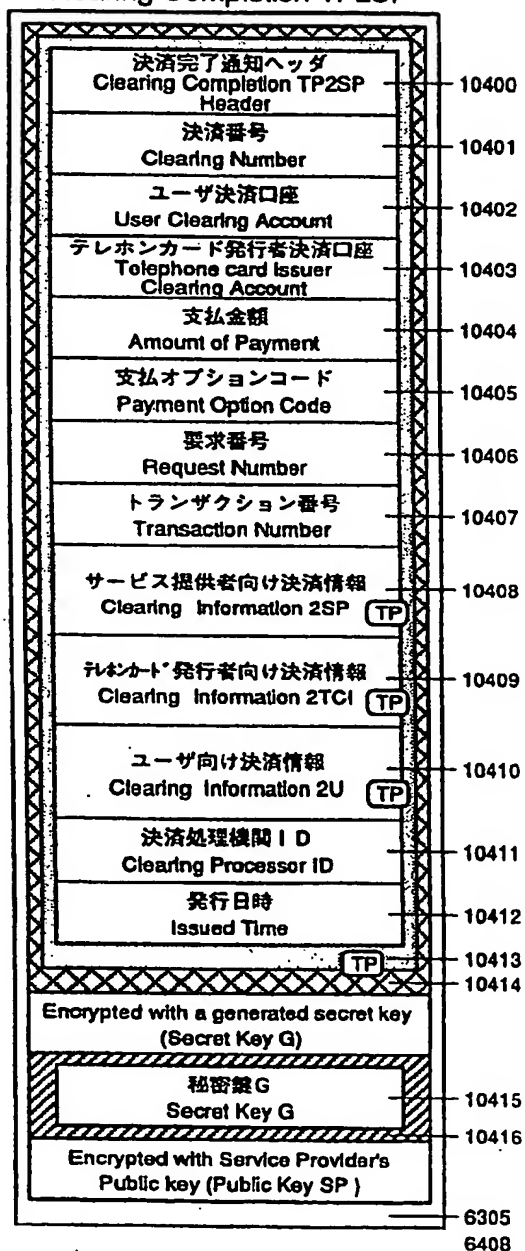 決済完了通知ヘッダ
Clearing Completion TP2SP
Header
10400
決済番号
Clearing Number
10401
ユーザ決済口座
User Clearing Account
10402
テレホンカード発行者決済口座
Telephone card Issuer
Clearing Account
10403
支払金額
Amount of Payment
10404
支払オプションコード
Payment Option Code
10405
要求番号
Request Number
10406
トランザクション番号
Transaction Number
10407
サービス提供者向け決済情報
Clearing Information 2SP
TP
10408
テレホンカード発行者向け決済情報
Clearing Information 2TCI
TP
10409
ユーザ向け決済情報
Clearing Information 2U
TP
10410
決済処理機関ID
Clearing Processor ID
10411
発行日時
Issued Time
10412
TP
10413
10414
Encrypted with a generated secret key
(Secret Key G)
秘密鍵G
Secret Key G
10415
10416
Encrypted with Service Provider's
Public key (Public Key SP)
6305
6408